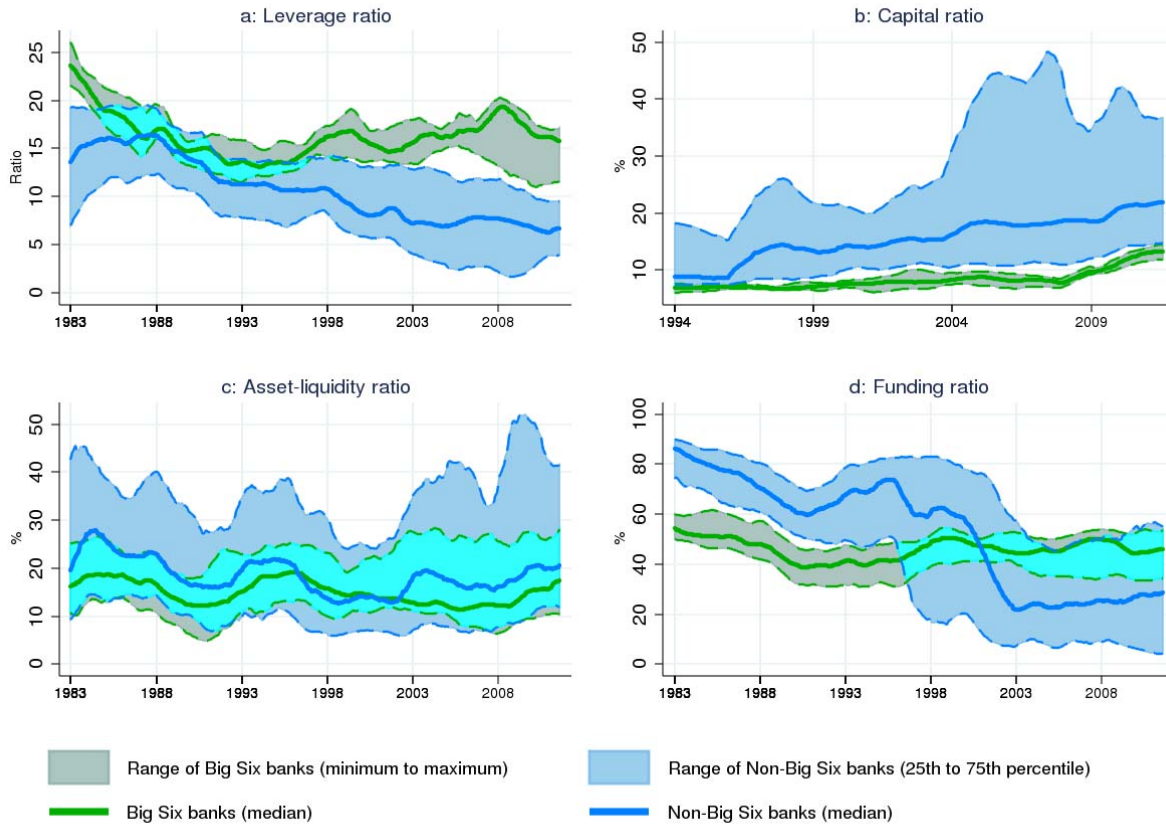 a: Leverage ratio
Ratio
25
20
15
10
5
0
1983 1988 1993 1998 2003 2008
b: Capital ratio
%
50
40
30
20
10
1994 1999 2004 2009
c: Asset-liquidity ratio
%
50
40
30
20
10
0
1983 1988 1993 1998 2003 2008
d: Funding ratio
%
100
80
60
40
20
0
1983 1988 1993 1998 2003 2008
Range of Big Six banks (minimum to maximum)
Range of Non-Big Six banks (25th to 75th percentile)
Big Six banks (median)
Non-Big Six banks (median)